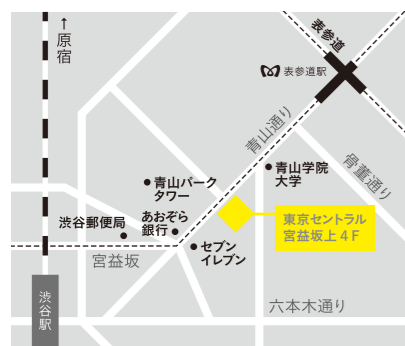 ↑原宿
表参道
表参道駅
青山通り
骨董通り
青山学院
大学
青山パーク
タワー
あおぞら
銀行
渋谷郵便局
宮益坂
セブン
イレブン
東京セントラル
宮益坂上4F
六本木通り
渋谷駅